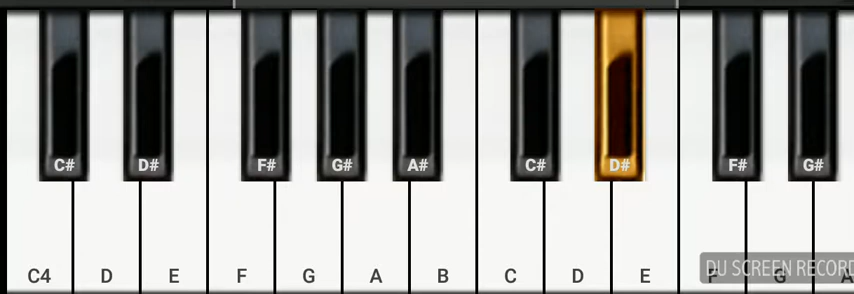 C# D# F# G# A# C# D# F# G#
C4 D E F G A B C D E F G A
DU SCREEN RECORD